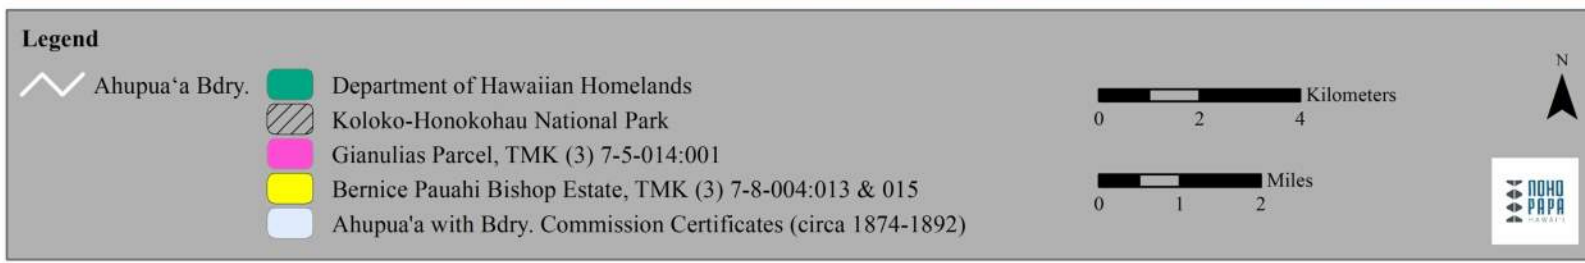 Legend
Ahupuaʻa Bdry.
Department of Hawaiian Homelands
Koloko-Honokohau National Park
Gianulias Parcel, TMK (3) 7-5-014:001
Bernice Pauahi Bishop Estate, TMK (3) 7-8-004:013 & 015
Ahupua'a with Bdry. Commission Certificates (circa 1874-1892)
Kilometers
0 2 4
Miles
0 1 2
N
NOHO
PAPA
HAWAIʻI